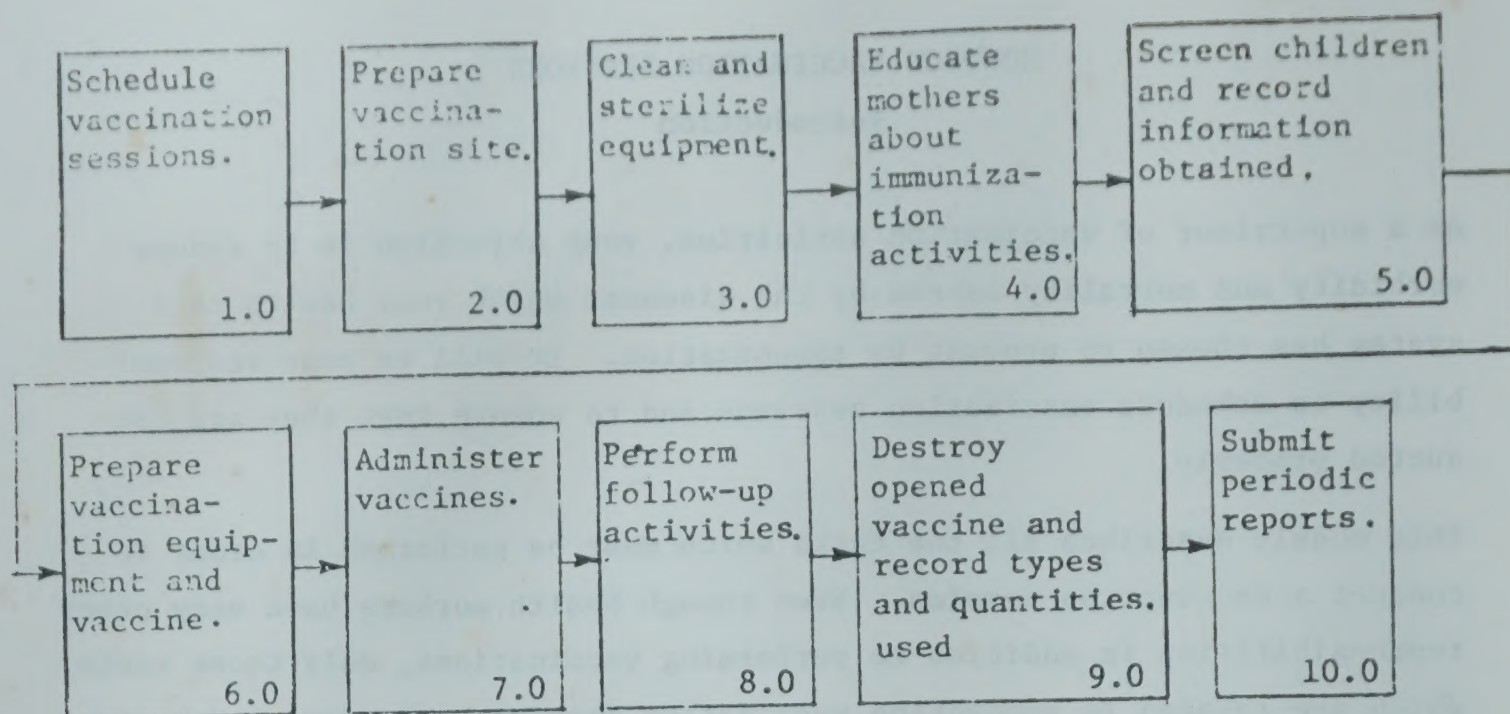 Schedule
vaccination
sessions.
1.0
Prepare
vaccina-
tion site.
2.0
Clean and
sterilize
equipment.
3.0
Educate
mothers
about
immuniza-
tion
activities.
4.0
Screen children
and record
information
obtained.
5.0
Prepare
vaccina-
tion equip-
ment and
vaccine.
6.0
Administer
vaccines.
7.0
Perform
follow-up
activities.
8.0
Destroy
opened
vaccine and
record types
and quantities.
used
9.0
Submit
periodic
reports.
10.0